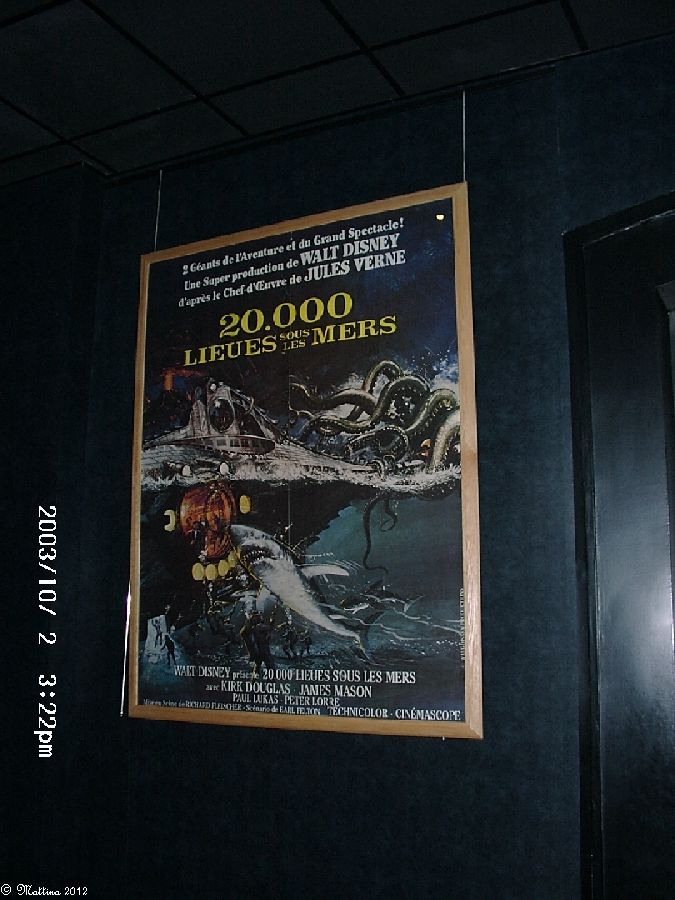 2 Géants de l'Aventure et du Grand Spectacle!
Une Super production de WALT DISNEY
d'après le Chef-d'Œuvre de JULES VERNE
20.000
LIEUES SOUS LES MERS
WALT DISNEY présente 20.000 LIEUES SOUS LES MERS
avec KIRK DOUGLAS - JAMES MASON
PAUL LUKAS - PETER LORRE
Mise en Scène de RICHARD FLEISCHER - Scénario de EARL FELTON TECHNICOLOR - CINÉMASCOPE
2003/10/ 2 3:22pm
© Mattina 2012